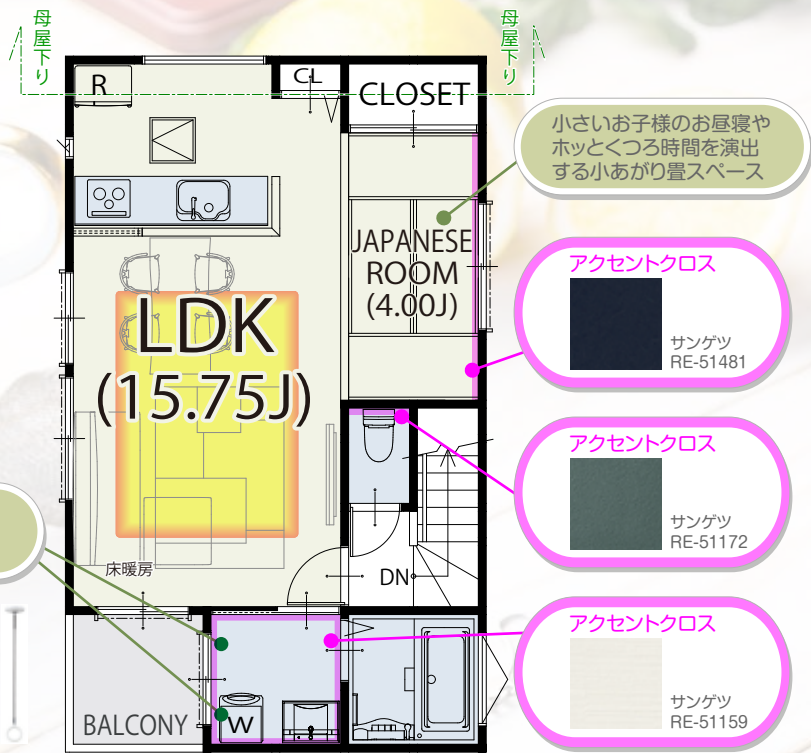 母屋下り
母屋下り
R
CL
CLOSET
小さいお子様のお昼寝や
ホッとくつろ時間を演出
する小あがり畳スペース
JAPANESE
ROOM
(4.00J)
アクセントクロス
サンゲツ
RE-51481
LDK
(15.75J)
アクセントクロス
サンゲツ
RE-51172
床暖房
DN
アクセントクロス
サンゲツ
RE-51159
BALCONY
W